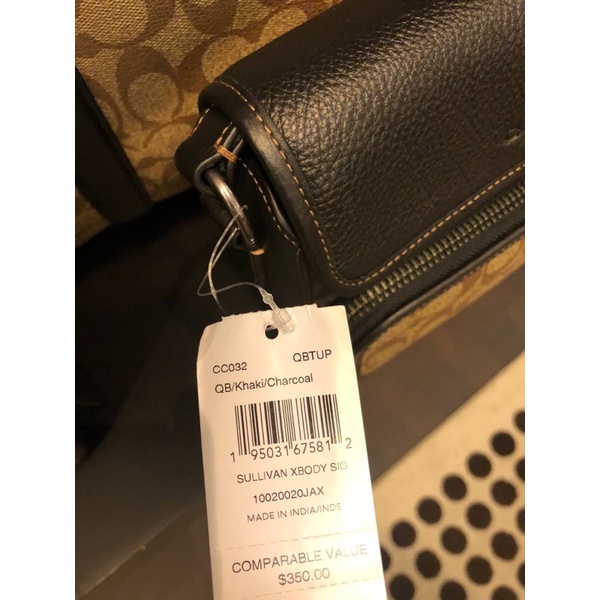 CC032 QBTUP
QB/Khaki/Charcoal
1 95031 67581 2
SULLIVAN XBODY SIG
10020020JAX
MADE IN INDIA/INDE
COMPARABLE VALUE
$350.00